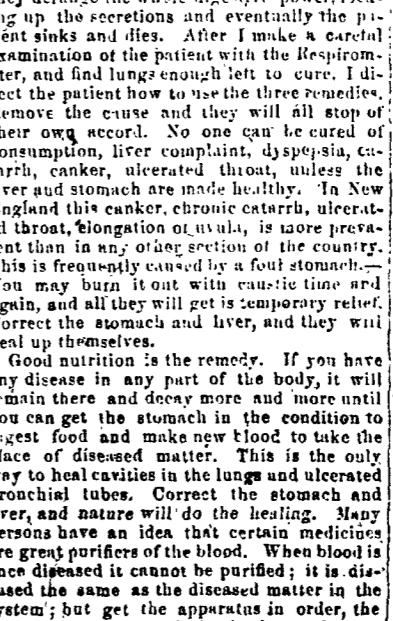 ng up the secretions and eventually the pa-
ent sinks and dies. After I make a careful
xamination of the patient with the Respirom-
ter, and find lungs enough left to cure, I di-
ect the patient how to use the three remedies.
emove the cause and they will all stop of
heir own accord. No one can be cured of
onsumption, liver complaint, dyspepsia, ca-
arrh, canker, ulcerated throat, unless the
ver and stomach are made healthy. In New
ngland this canker, chronic catarrh, ulcerat-
d throat, elongation of uvula, is more preva-
ent than in any other section of the country.
his is frequently caused by a foul stomach.—
ou may burn it out with caustic time and
gain, and all they will get is temporary relief.
orrect the stomach and liver, and they will
eal up themselves.
Good nutrition is the remedy. If you have
ny disease in any part of the body, it will
emain there and decay more and more until
ou can get the stomach in the condition to
igest food and make new blood to take the
lace of diseased matter. This is the only
ay to heal cavities in the lungs and ulcerated
ronchial tubes. Correct the stomach and
ver, and nature will do the healing. Many
ersons have an idea that certain medicines
re great purifiers of the blood. When blood is
nce diseased it cannot be purified; it is dis-
ased the same as the diseased matter in the
ystem; but get the apparatus in order, the